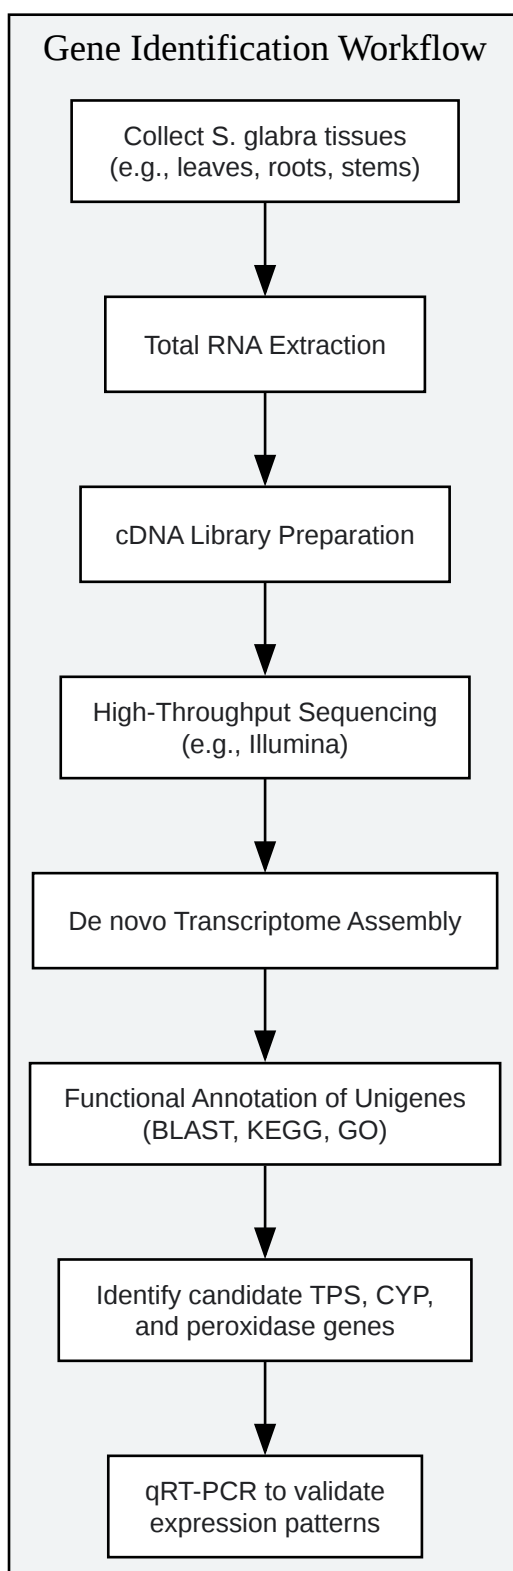 Gene Identification Workflow
Collect S. glabra tissues
(e.g., leaves, roots, stems)
Total RNA Extraction
cDNA Library Preparation
High-Throughput Sequencing
(e.g., Illumina)
De novo Transcriptome Assembly
Functional Annotation of Unigenes
(BLAST, KEGG, GO)
Identify candidate TPS, CYP,
and peroxidase genes
qRT-PCR to validate
expression patterns